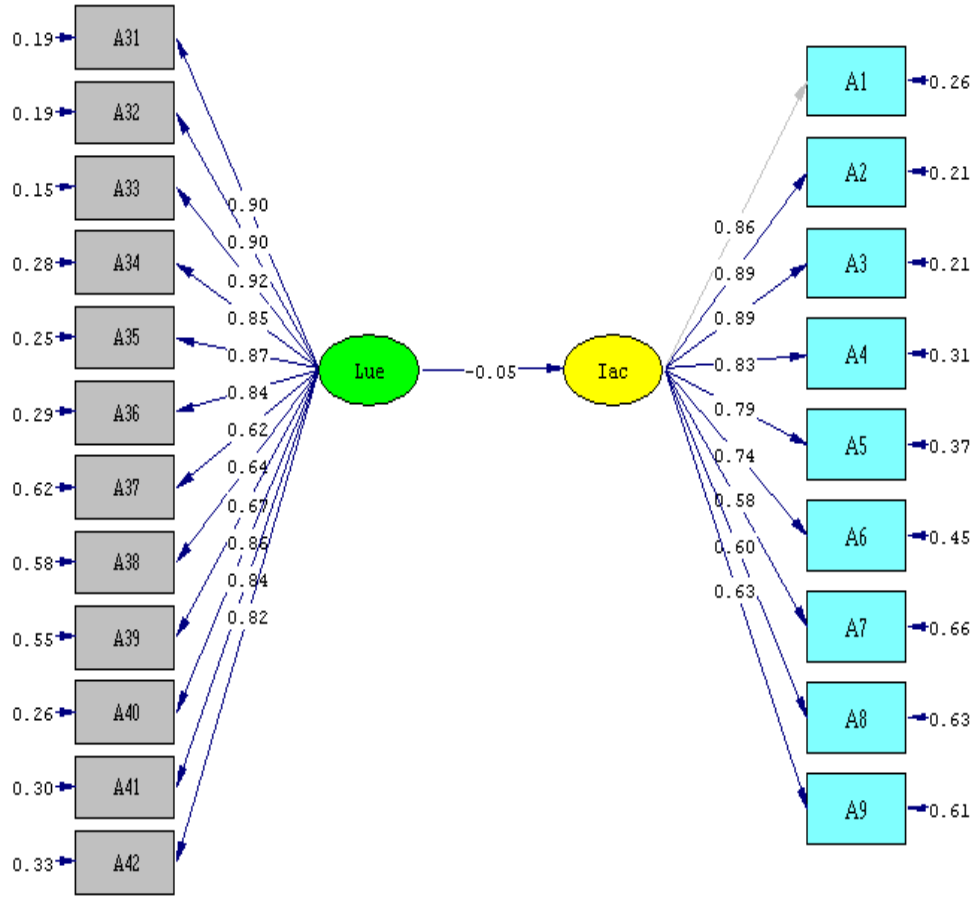 0.19 A31
0.19 A32
0.15 A33
0.28 A34
0.25 A35
0.29 A36
0.62 A37
0.58 A38
0.55 A39
0.26 A40
0.30 A41
0.33 A42
0.90
0.90
0.92
0.85
0.87
0.84
0.62
0.64
0.67
0.86
0.84
0.82
Lue
-0.05
Iac
0.86
0.89
0.89
0.83
0.79
0.74
0.58
0.60
0.63
A1 0.26
A2 0.21
A3 0.21
A4 0.31
A5 0.37
A6 0.45
A7 0.66
A8 0.63
A9 0.61